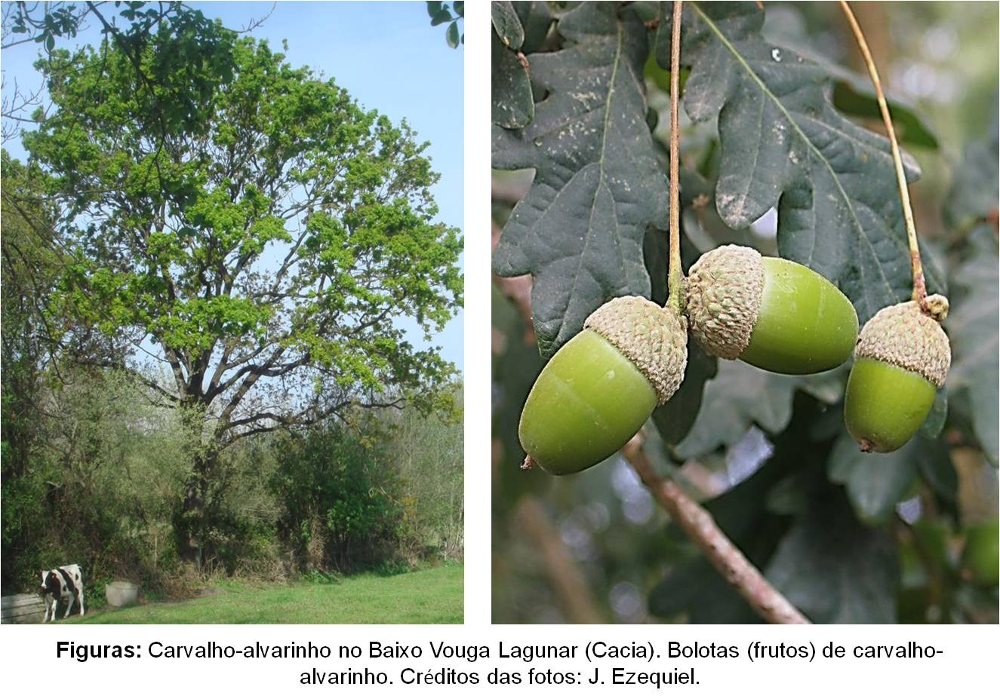 Figuras: Carvalho-alvarinho no Baixo Vouga Lagunar (Cacia). Bolotas (frutos) de carvalho-
alvarinho. Créditos das fotos: J. Ezequiel.